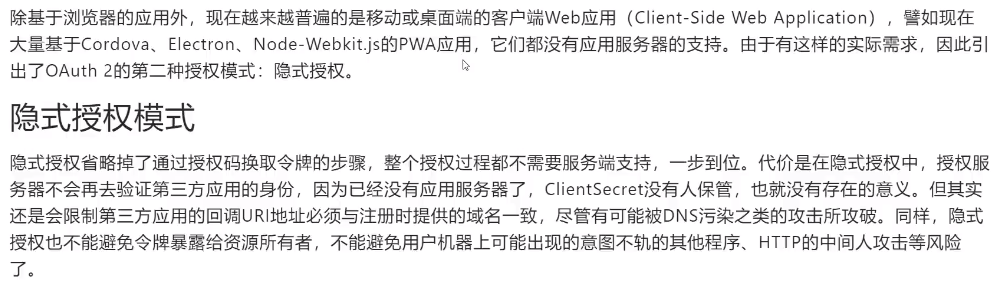 除基于浏览器的应用外，现在越来越普遍的是移动或桌面端的客户端Web应用（Client-Side Web Application），譬如现在
大量基于Cordova、Electron、Node-Webkit.js的PWA应用，它们都没有应用服务器的支持。由于有这样的实际需求，因此引
出了OAuth 2的第二种授权模式：隐式授权。
隐式授权模式
隐式授权省略掉了通过授权码换取令牌的步骤，整个授权过程都不需要服务端支持，一步到位。代价是在隐式授权中，授权服
务器不会再去验证第三方应用的身份，因为已经没有应用服务器了，ClientSecret没有人保管，也就没有存在的意义。但其实
还是会限制第三方应用的回调URI地址必须与注册时提供的域名一致，尽管有可能被DNS污染之类的攻击所攻破。同样，隐式
授权也不能避免令牌暴露给资源所有者，不能避免用户机器上可能出现的意图不轨的其他程序、HTTP的中间人攻击等风险
了。